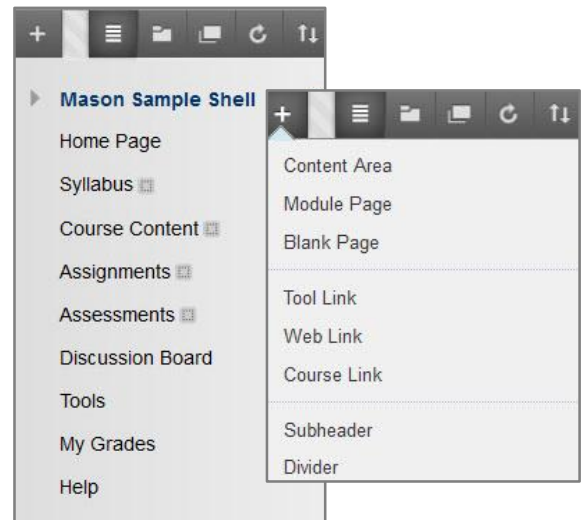 Mason Sample Shell
Home Page
Syllabus
Course Content
Assignments
Assessments
Discussion Board
Tools
My Grades
Help
Content Area
Module Page
Blank Page
Tool Link
Web Link
Course Link
Subheader
Divider